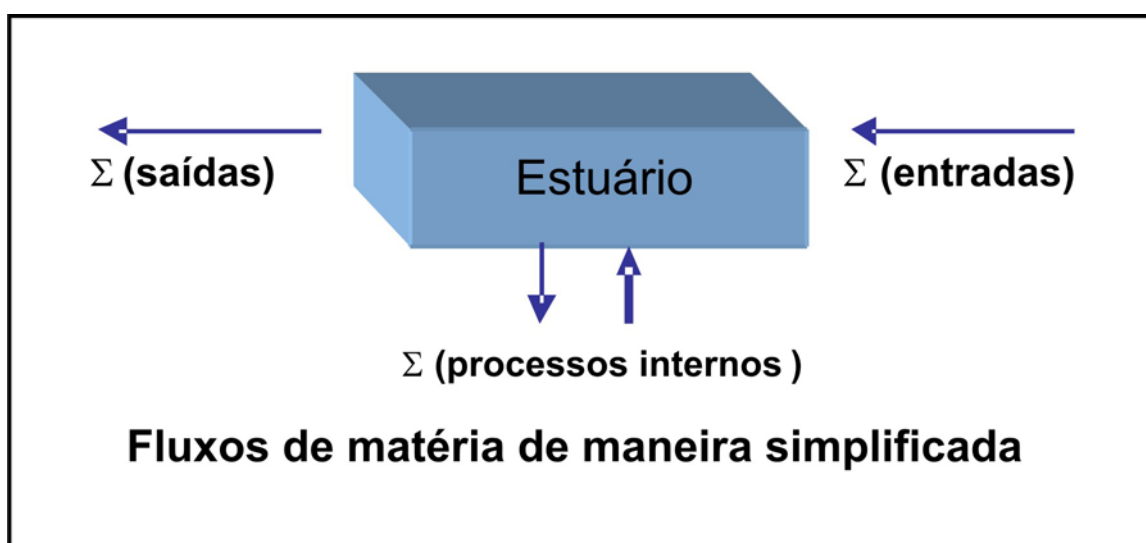 Estuário
Σ (saídas)
Σ (entradas)
Σ (processos internos )
Fluxos de matéria de maneira simplificada